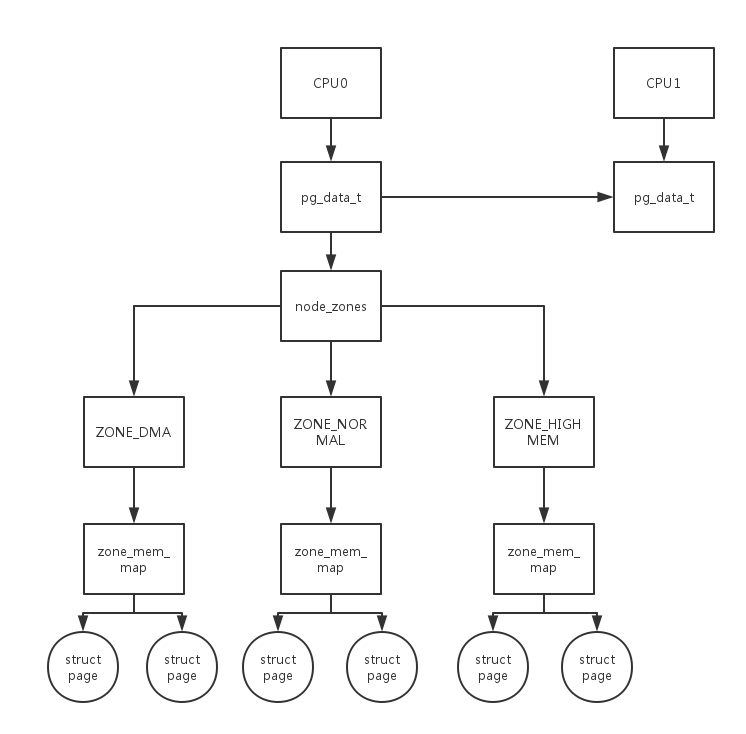 CPU0
CPU1
pg_data_t
pg_data_t
node_zones
ZONE_DMA
ZONE_NOR
MAL
ZONE_HIGH
MEM
zone_mem_
map
zone_mem_
map
zone_mem_
map
struct
page
struct
page
struct
page
struct
page
struct
page
struct
page